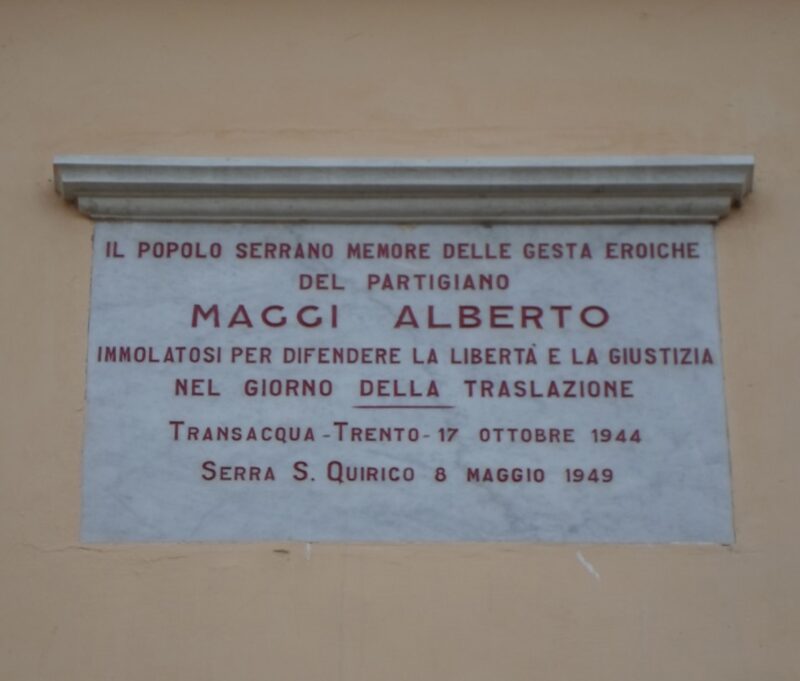 IL POPOLO SERRANO MEMORE DELLE GESTA EROICHE
DEL PARTIGIANO
MAGGI ALBERTO
IMMOLATOSI PER DIFENDERE LA LIBERTÀ E LA GIUSTIZIA
NEL GIORNO DELLA TRASLAZIONE
TRANSACQUA - TRENTO - 17 OTTOBRE 1944
SERRA S. QUIRICO 8 MAGGIO 1949